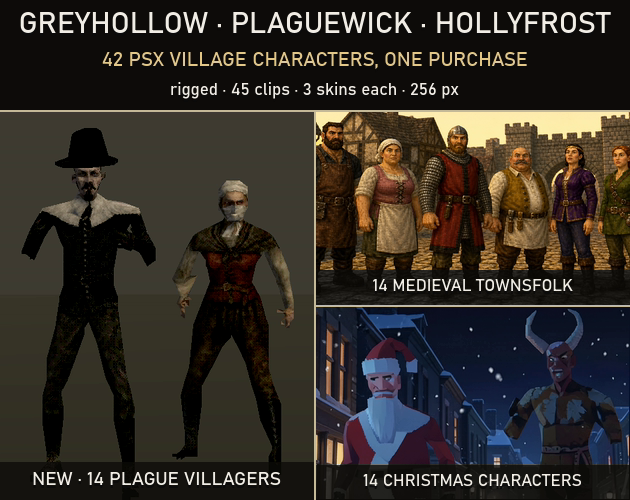 GREYHOLLOW · PLAGUEWICK · HOLLYFROST
42 PSX VILLAGE CHARACTERS, ONE PURCHASE
rigged · 45 clips · 3 skins each · 256 px
14 MEDIEVAL TOWNSFOLK
NEW · 14 PLAGUE VILLAGERS
14 CHRISTMAS CHARACTERS